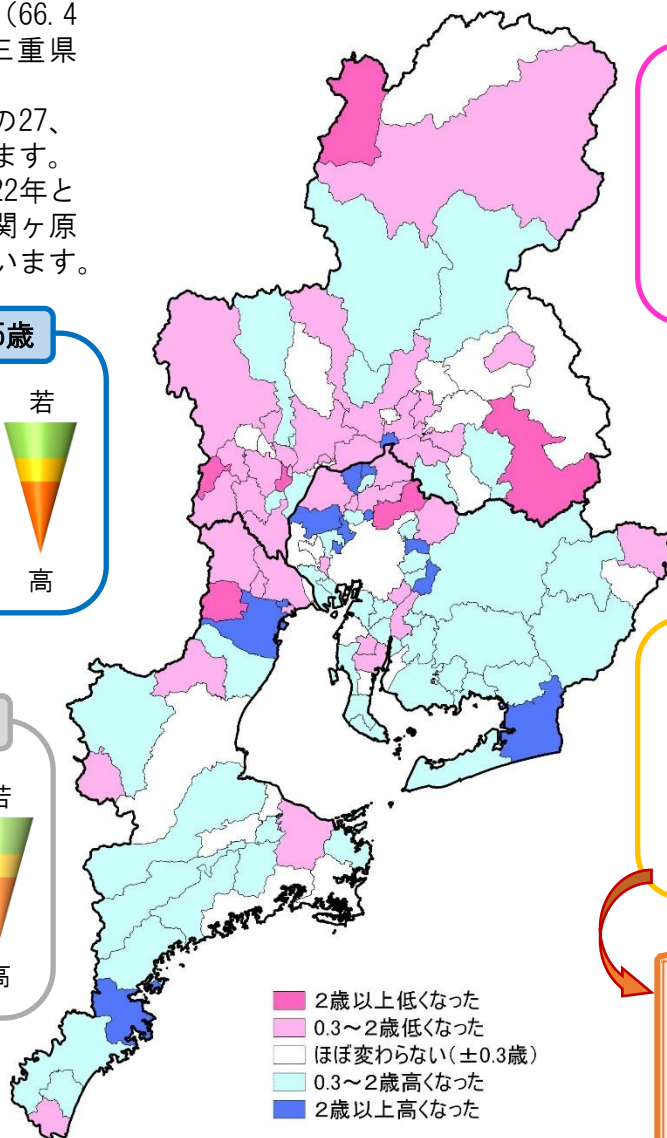 （66.4
三重県
の27、
ます。
22年と
関ヶ原
います。
5歳
若
高
若
高
2歳以上低くなった
0.3～2歳低くなった
ほぼ変わらない(±0.3歳)
0.3～2歳高くなった
2歳以上高くなった